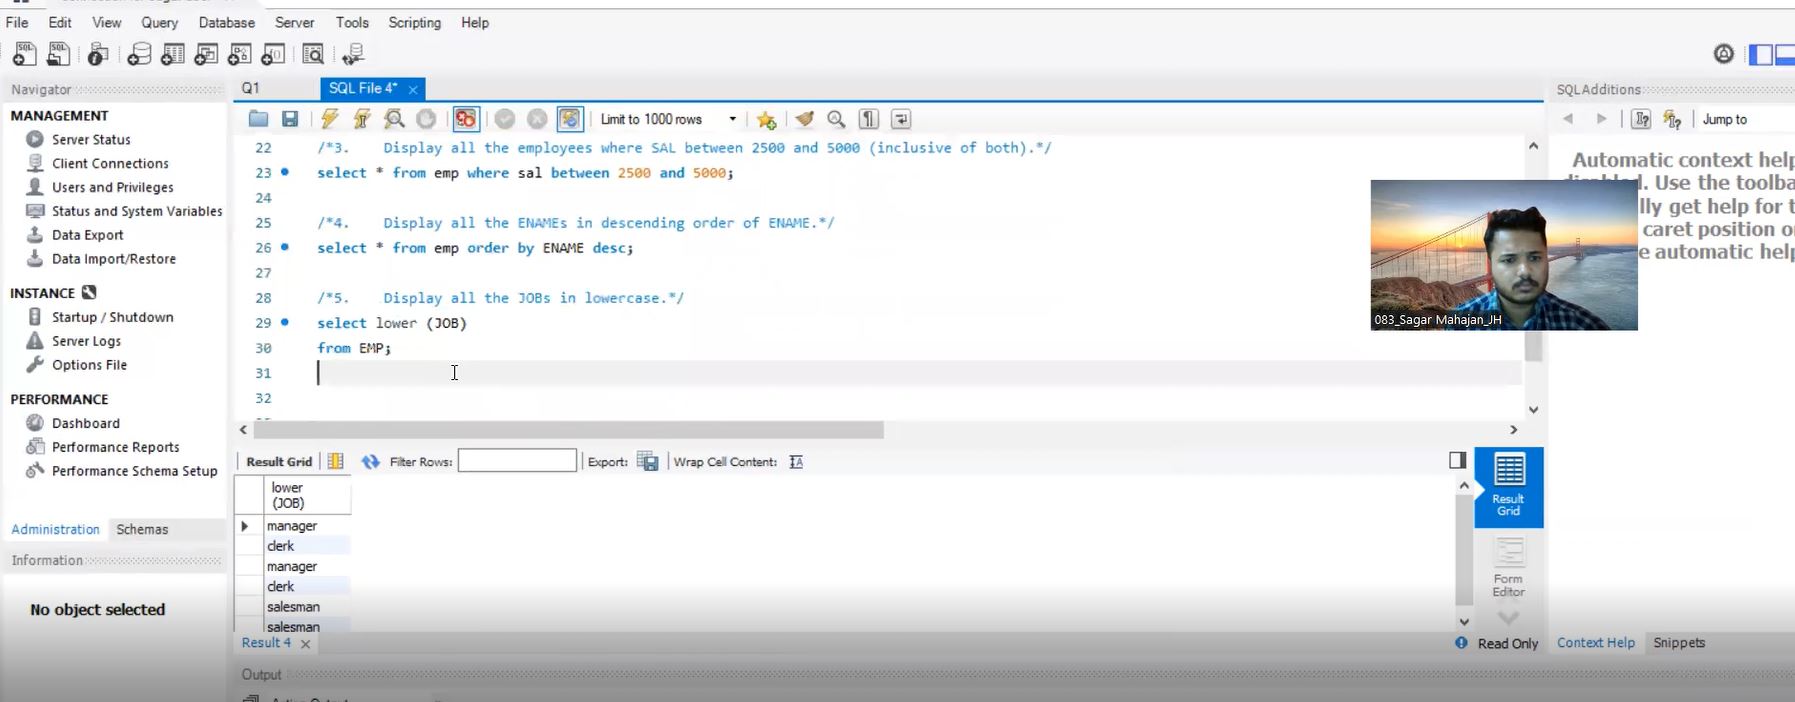 File Edit View Query Database Server Tools Scripting Help
Navigator
MANAGEMENT
Server Status
Client Connections
Users and Privileges
Status and System Variables
Data Export
Data Import/Restore
INSTANCE
Startup / Shutdown
Server Logs
Options File
PERFORMANCE
Dashboard
Performance Reports
Performance Schema Setup
Administration Schemas
Information
No object selected
Q1 SQL File 4*
Limit to 1000 rows
22 /*3. Display all the employees where SAL between 2500 and 5000 (inclusive of both).*/
23 select * from emp where sal between 2500 and 5000;
24
25 /*4. Display all the ENAMEs in descending order of ENAME.*/
26 select * from emp order by ENAME desc;
27
28 /*5. Display all the JOBs in lowercase.*/
29 select lower (JOB)
30 from EMP;
31
32
Result Grid Filter Rows: Export: Wrap Cell Content:
lower
(JOB)
manager
clerk
manager
clerk
salesman
salesman
Result 4
Output
Result
Grid
Form
Editor
Read Only
SQLAdditions
Jump to
Automatic context help
Use the toolba
lly get help for t
caret position o
e automatic help
083_Sagar Mahajan_JH
Context Help Snippets